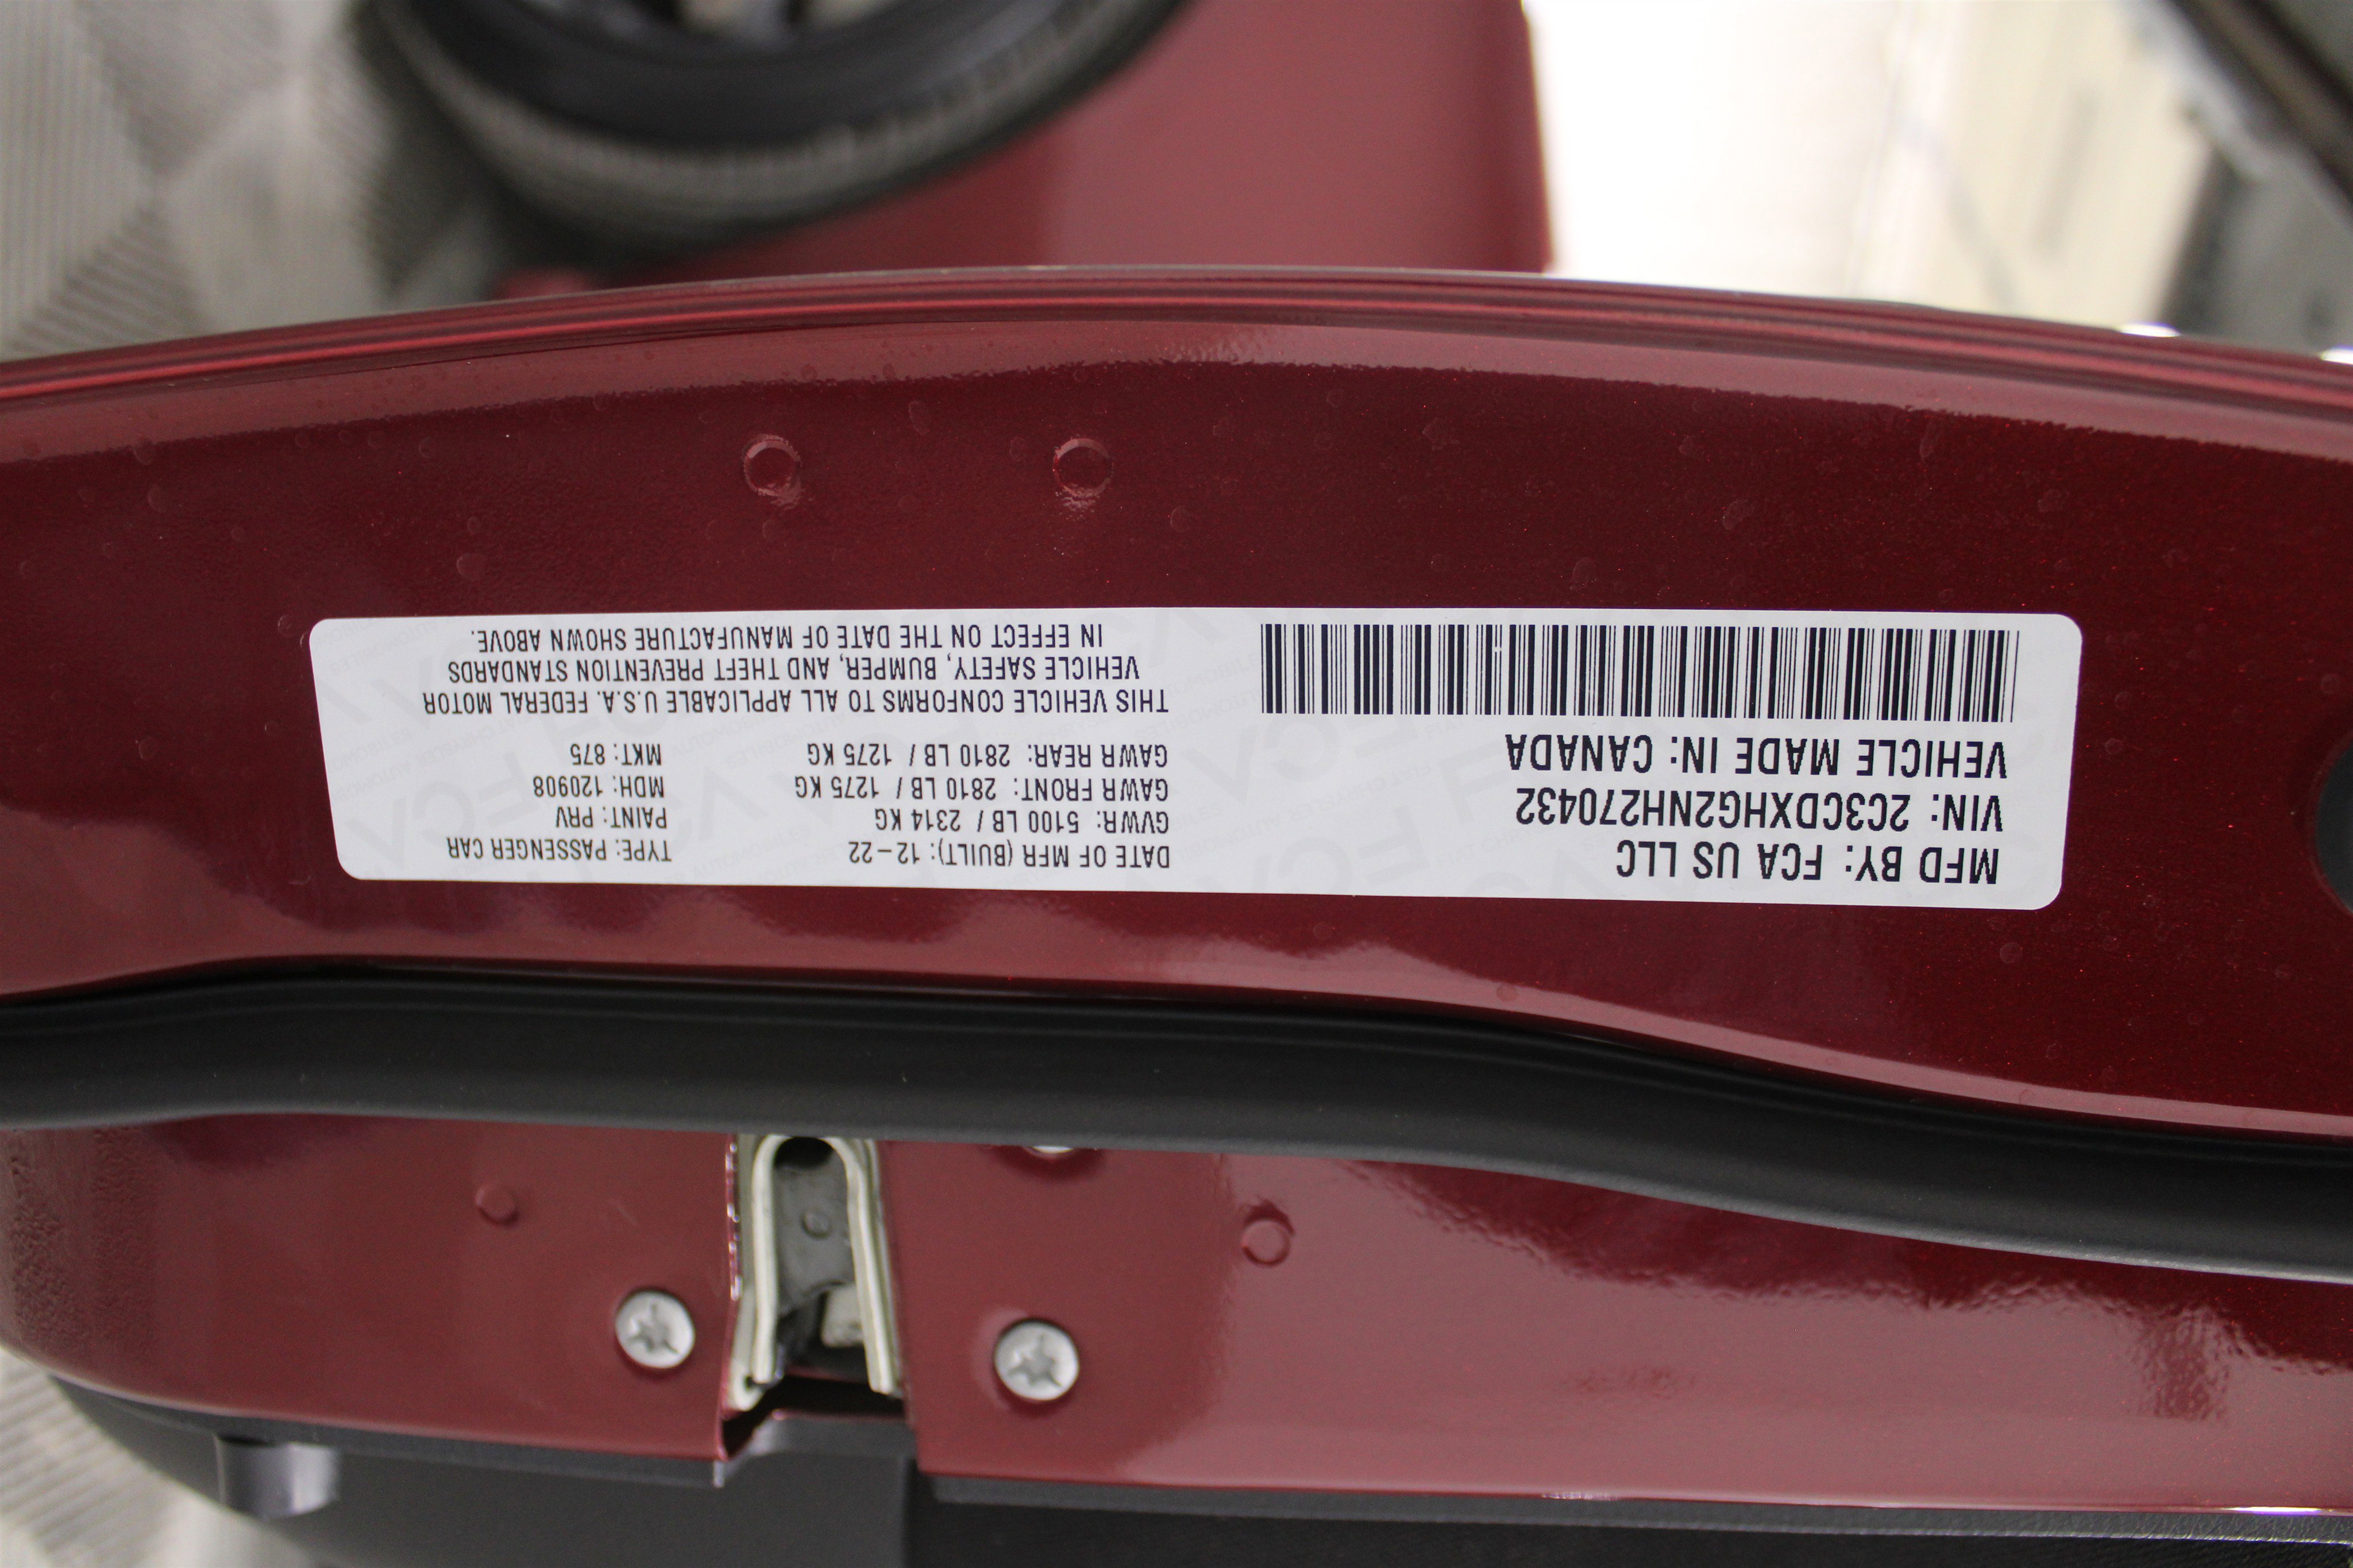 MFD BY: FCA US LLC
VIN: 2C3CDXHG2NH270432
VEHICLE MADE IN: CANADA
DATE OF MFR (BUILT): 12-22
GVWR: 5100 LB / 2314 KG
GAWR FRONT: 2810 LB / 1275 KG
GAWR REAR: 2810 LB / 1275 KG
TYPE: PASSENGER CAR
PAINT: PRV
MDH: 120908
MKT: 875
THIS VEHICLE CONFORMS TO ALL APPLICABLE U.S.A. FEDERAL MOTOR
VEHICLE SAFETY, BUMPER, AND THEFT PREVENTION STANDARDS
IN EFFECT ON THE DATE OF MANUFACTURE SHOWN ABOVE.